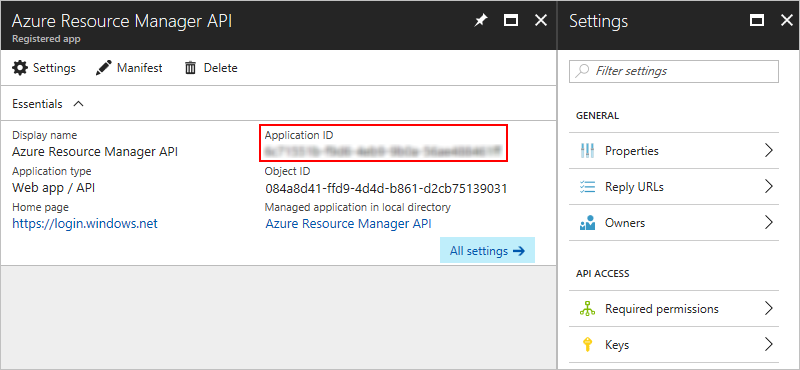 Azure Resource Manager API
Registered app
Settings
Manifest
Delete
Essentials
Display name
Azure Resource Manager API
Application type
Web app / API
Home page
https://login.windows.net
Application ID
Object ID
084a8d41-ffd9-4d4d-b861-d2cb75139031
Managed application in local directory
Azure Resource Manager API
All settings →
Settings
Filter settings
GENERAL
Properties
Reply URLs
Owners
API ACCESS
Required permissions
Keys